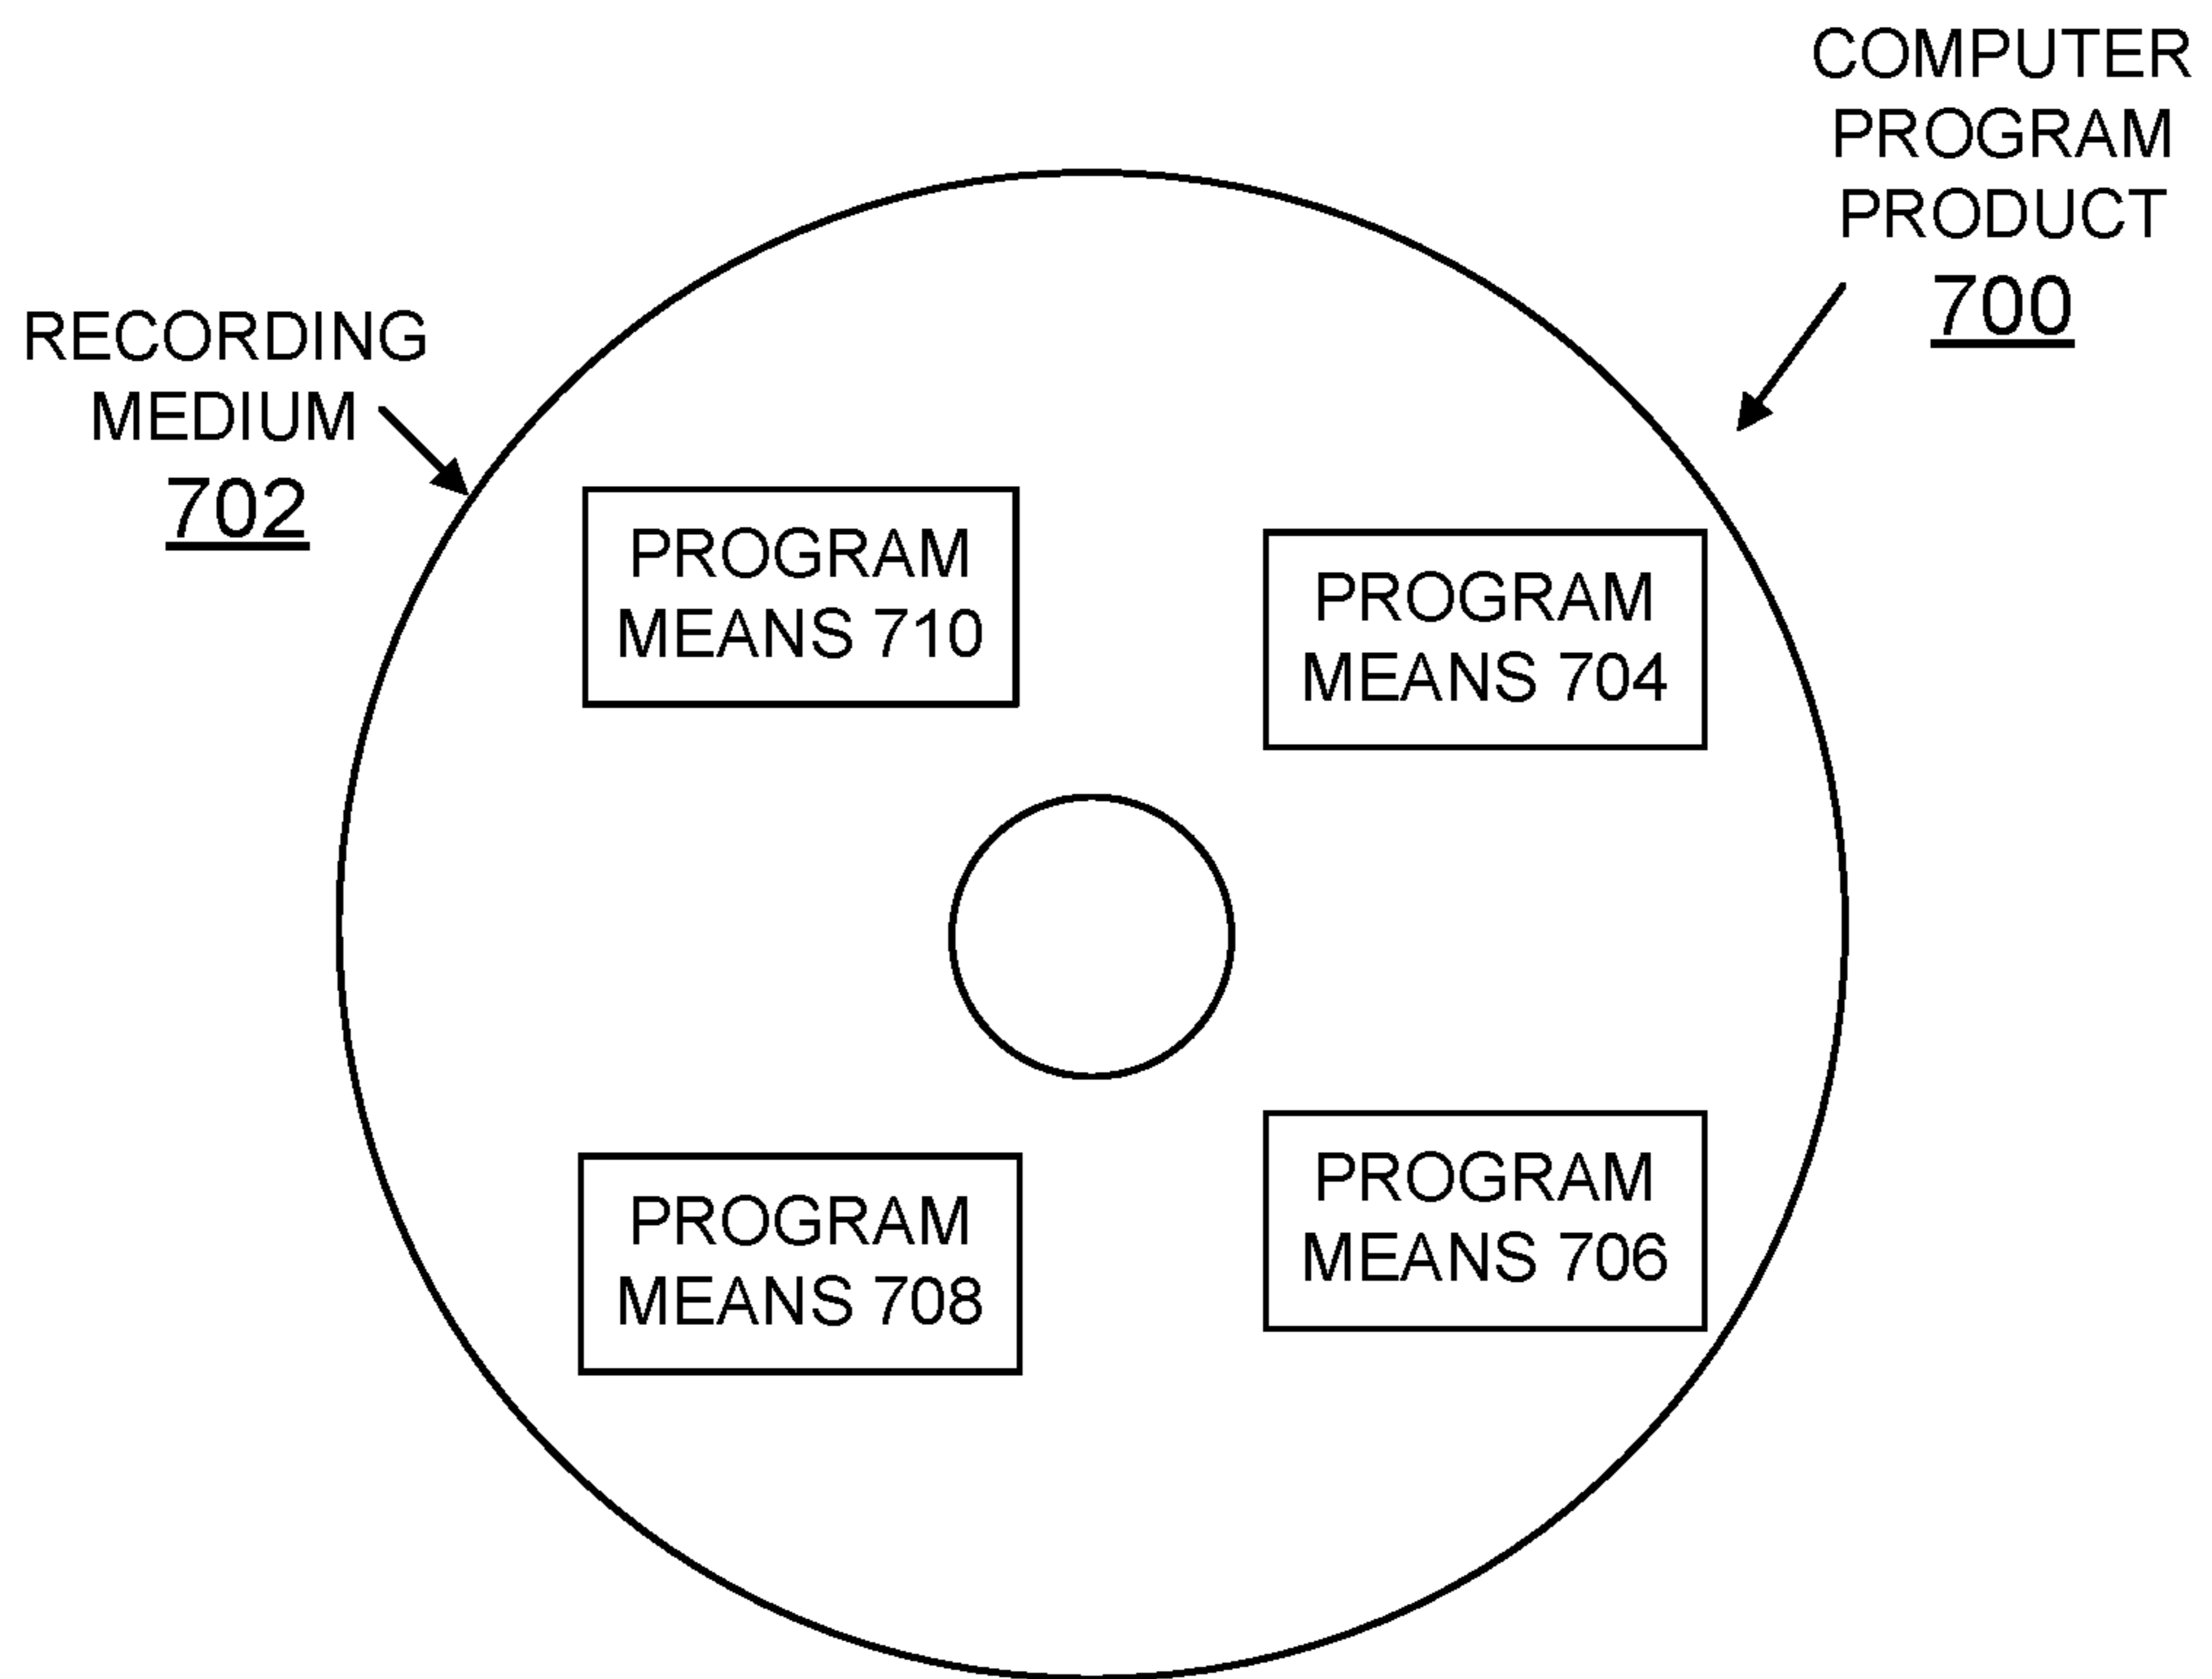 COMPUTER
PROGRAM
PRODUCT
700
RECORDING
MEDIUM
702
PROGRAM
MEANS 710
PROGRAM
MEANS 704
PROGRAM
MEANS 708
PROGRAM
MEANS 706